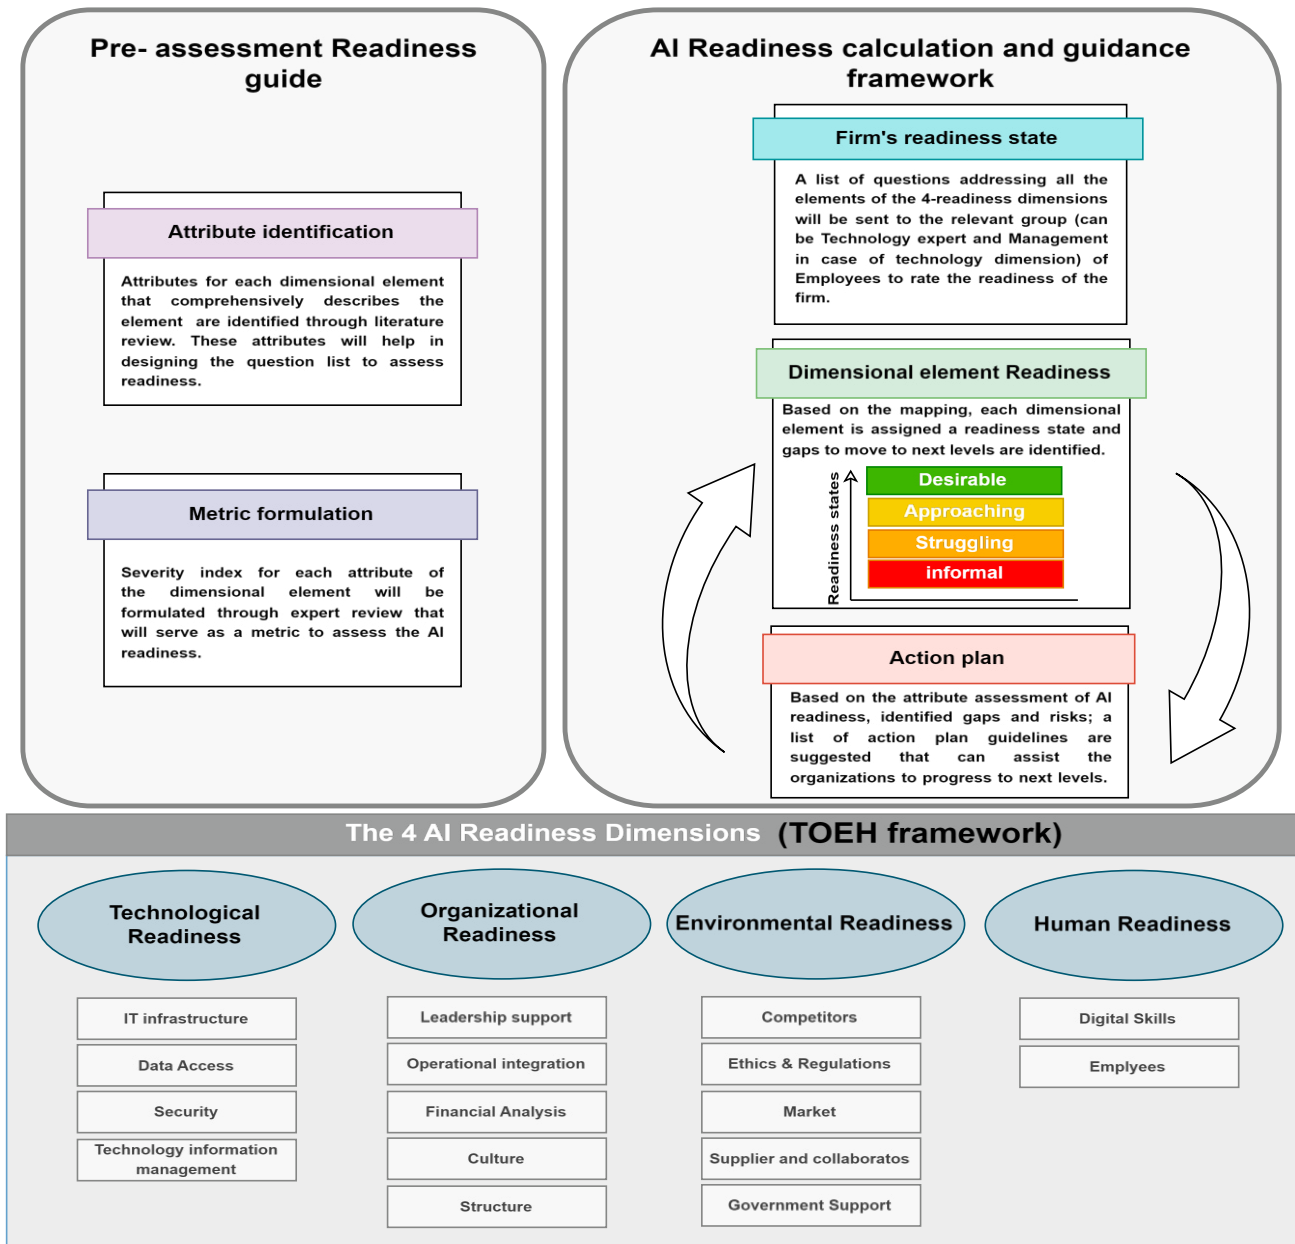 Pre- assessment Readiness
guide
Attribute identification
Attributes for each dimensional element
that comprehensively describes the
element are identified through literature
review. These attributes will help in
designing the question list to assess
readiness.
Metric formulation
Severity index for each attribute of
the dimensional element will be
formulated through expert review that
will serve as a metric to assess the AI
readiness.
AI Readiness calculation and guidance
framework
Firm's readiness state
A list of questions addressing all the
elements of the 4-readiness dimensions
will be sent to the relevant group (can
be Technology expert and Management
in case of technology dimension) of
Employees to rate the readiness of the
firm.
Dimensional element Readiness
Based on the mapping, each dimensional
element is assigned a readiness state and
gaps to move to next levels are identified.
Readiness states
Desirable
Approaching
Struggling
informal
Action plan
Based on the attribute assessment of AI
readiness, identified gaps and risks; a
list of action plan guidelines are
suggested that can assist the
organizations to progress to next levels.
The 4 AI Readiness Dimensions (TOEH framework)
Technological
Readiness
IT infrastructure
Data Access
Security
Technology information
management
Organizational
Readiness
Leadership support
Operational integration
Financial Analysis
Culture
Structure
Environmental Readiness
Competitors
Ethics & Regulations
Market
Supplier and collaboratos
Government Support
Human Readiness
Digital Skills
Emplyees